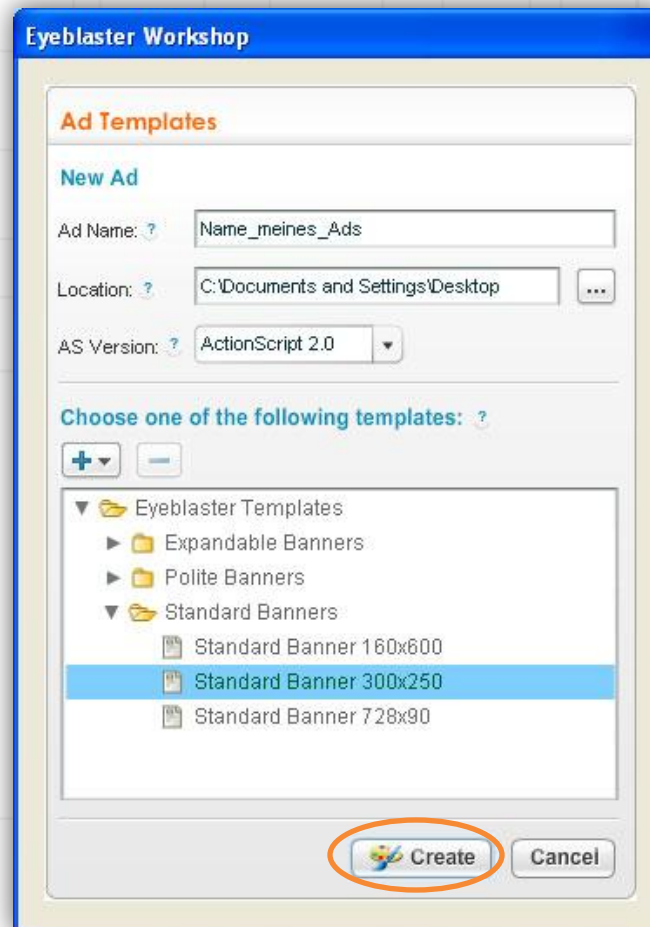 Eyeblaster Workshop
Ad Templates
New Ad
Ad Name: ? Name_meines_Ads
Location: ? C:\Documents and Settings\Desktop ...
AS Version: ? ActionScript 2.0
Choose one of the following templates: ?
Eyeblaster Templates
Expandable Banners
Polite Banners
Standard Banners
Standard Banner 160x600
Standard Banner 300x250
Standard Banner 728x90
Create Cancel